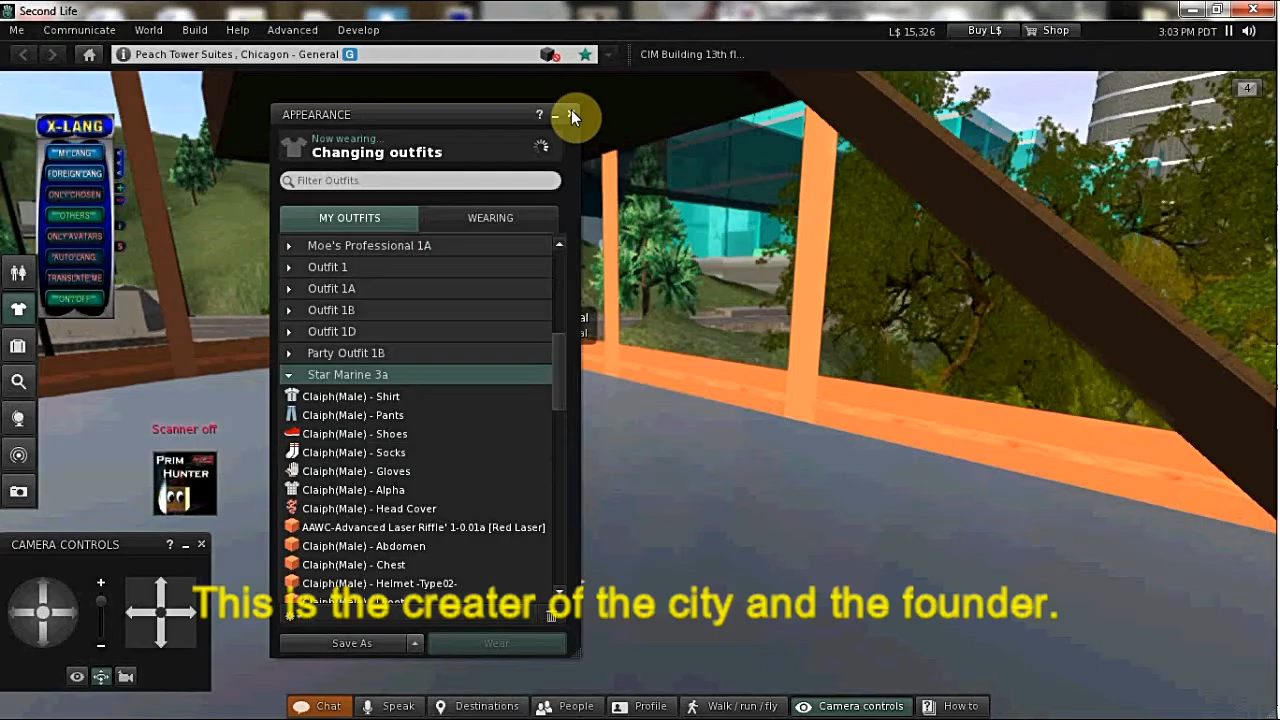 Second Life
Me Communicate World Build Help Advanced Develop
L$ 15,326 Buy L$ Shop 3:03 PM PDT
Peach Tower Suites, Chicagon - General G
CIM Building 13th fl...
4
X-LANG
MY LANG
FOREIGN LANG
ONLY CHOSEN
OTHERS
ONLY AVATARS
AUTO LANG
TRANSLATE ME
ON/OFF
APPEARANCE ?
Now wearing...
Changing outfits
Filter Outfits
MY OUTFITS WEARING
Moe's Professional 1A
Outfit 1
Outfit 1A
Outfit 1B
Outfit 1D
Party Outfit 1B
Star Marine 3a
Claiph(Male) - Shirt
Claiph(Male) - Pants
Claiph(Male) - Shoes
Claiph(Male) - Socks
Claiph(Male) - Gloves
Claiph(Male) - Alpha
Claiph(Male) - Head Cover
AAWC-Advanced Laser Riffle' 1-0.01a [Red Laser]
Claiph(Male) - Abdomen
Claiph(Male) - Chest
Claiph(Male) - Helmet -Type02-
Save As Wear
Scanner off
PRIM
HUNTER
CAMERA CONTROLS ?
This is the creater of the city and the founder.
Chat Speak Destinations People Profile Walk / run / fly Camera controls How to